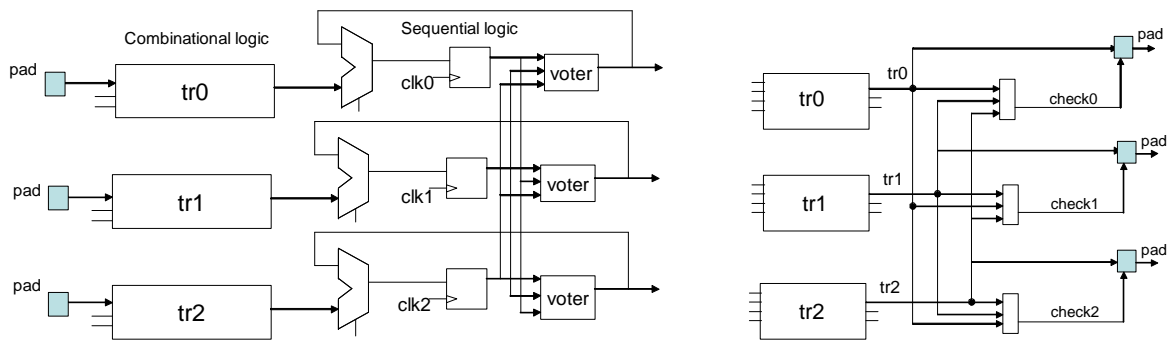 Combinational logic
Sequential logic
pad
tr0
clk0
voter
pad
tr1
clk1
voter
pad
tr2
clk2
voter
pad
tr0
tr0
check0
pad
tr1
tr1
check1
pad
tr2
tr2
check2